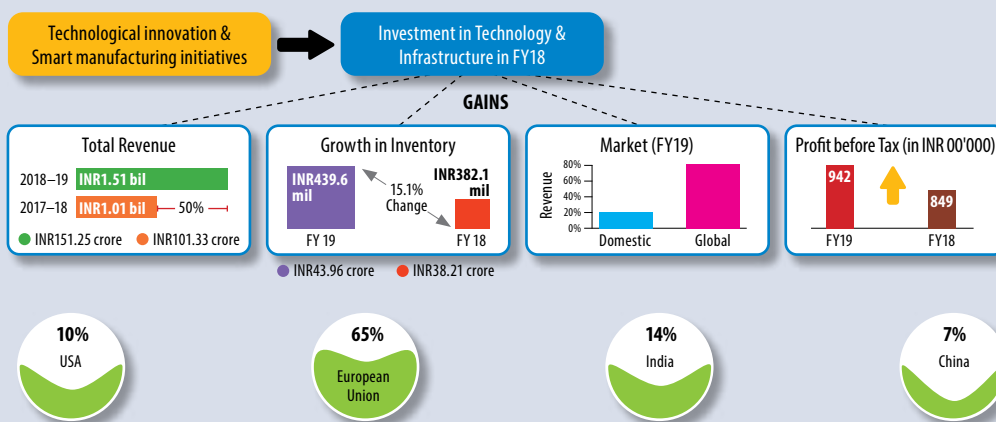 Technological innovation &
Smart manufacturing initiatives
Investment in Technology &
Infrastructure in FY18
GAINS
Total Revenue
2018–19 INR1.51 bil
2017–18 INR1.01 bil 50%
INR151.25 crore INR101.33 crore
Growth in Inventory
INR439.6
mil
15.1%
Change
INR382.1
mil
FY 19 FY 18
INR43.96 crore INR38.21 crore
Market (FY19)
Revenue
80%
60%
40%
20%
0%
Domestic Global
Profit before Tax (in INR 00'000)
942
849
FY19 FY18
10%
USA
65%
European
Union
14%
India
7%
China